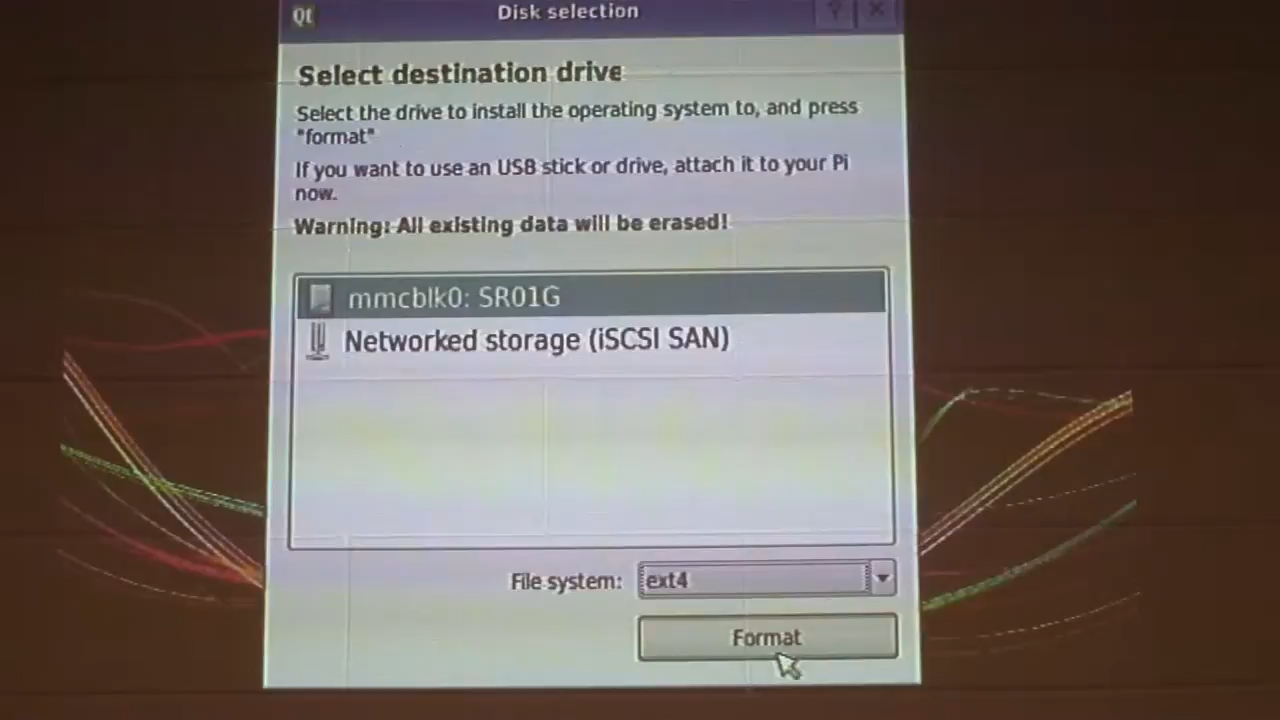 Qt Disk selection ? ×
Select destination drive
Select the drive to install the operating system to, and press
"format"
If you want to use an USB stick or drive, attach it to your Pi
now.
Warning: All existing data will be erased!
mmcblk0: SR01G
Networked storage (iSCSI SAN)
File system: ext4
Format